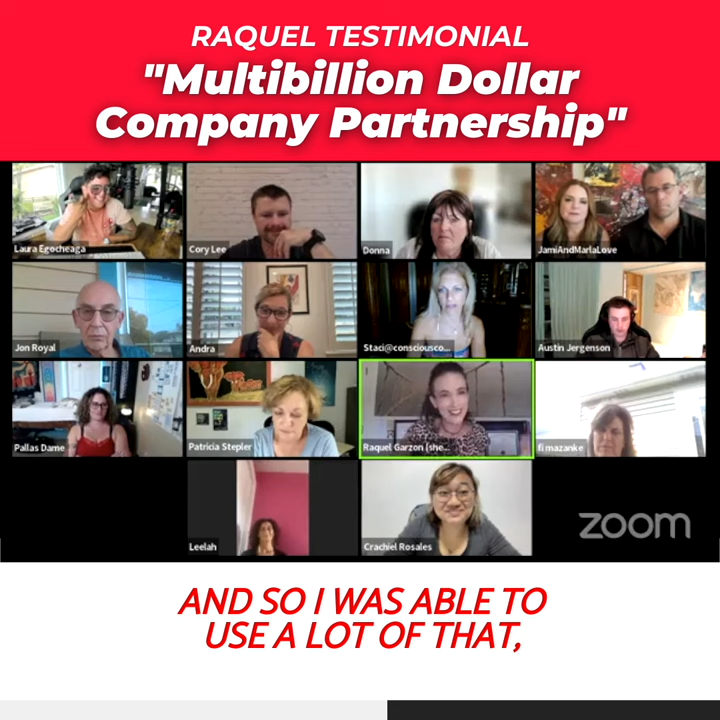 RAQUEL TESTIMONIAL
"Multibillion Dollar
Company Partnership"
Laura Egocheaga
Cory Lee
Donna
JamiAndMarlaLove
Jon Royal
Andra
Staci@consciousco...
Austin Jergenson
Pallas Dame
Patricia Stepler
Raquel Garzon (she...
fi mazanke
Leelah
Crachiel Rosales
zoom
AND SO I WAS ABLE TO
USE A LOT OF THAT,